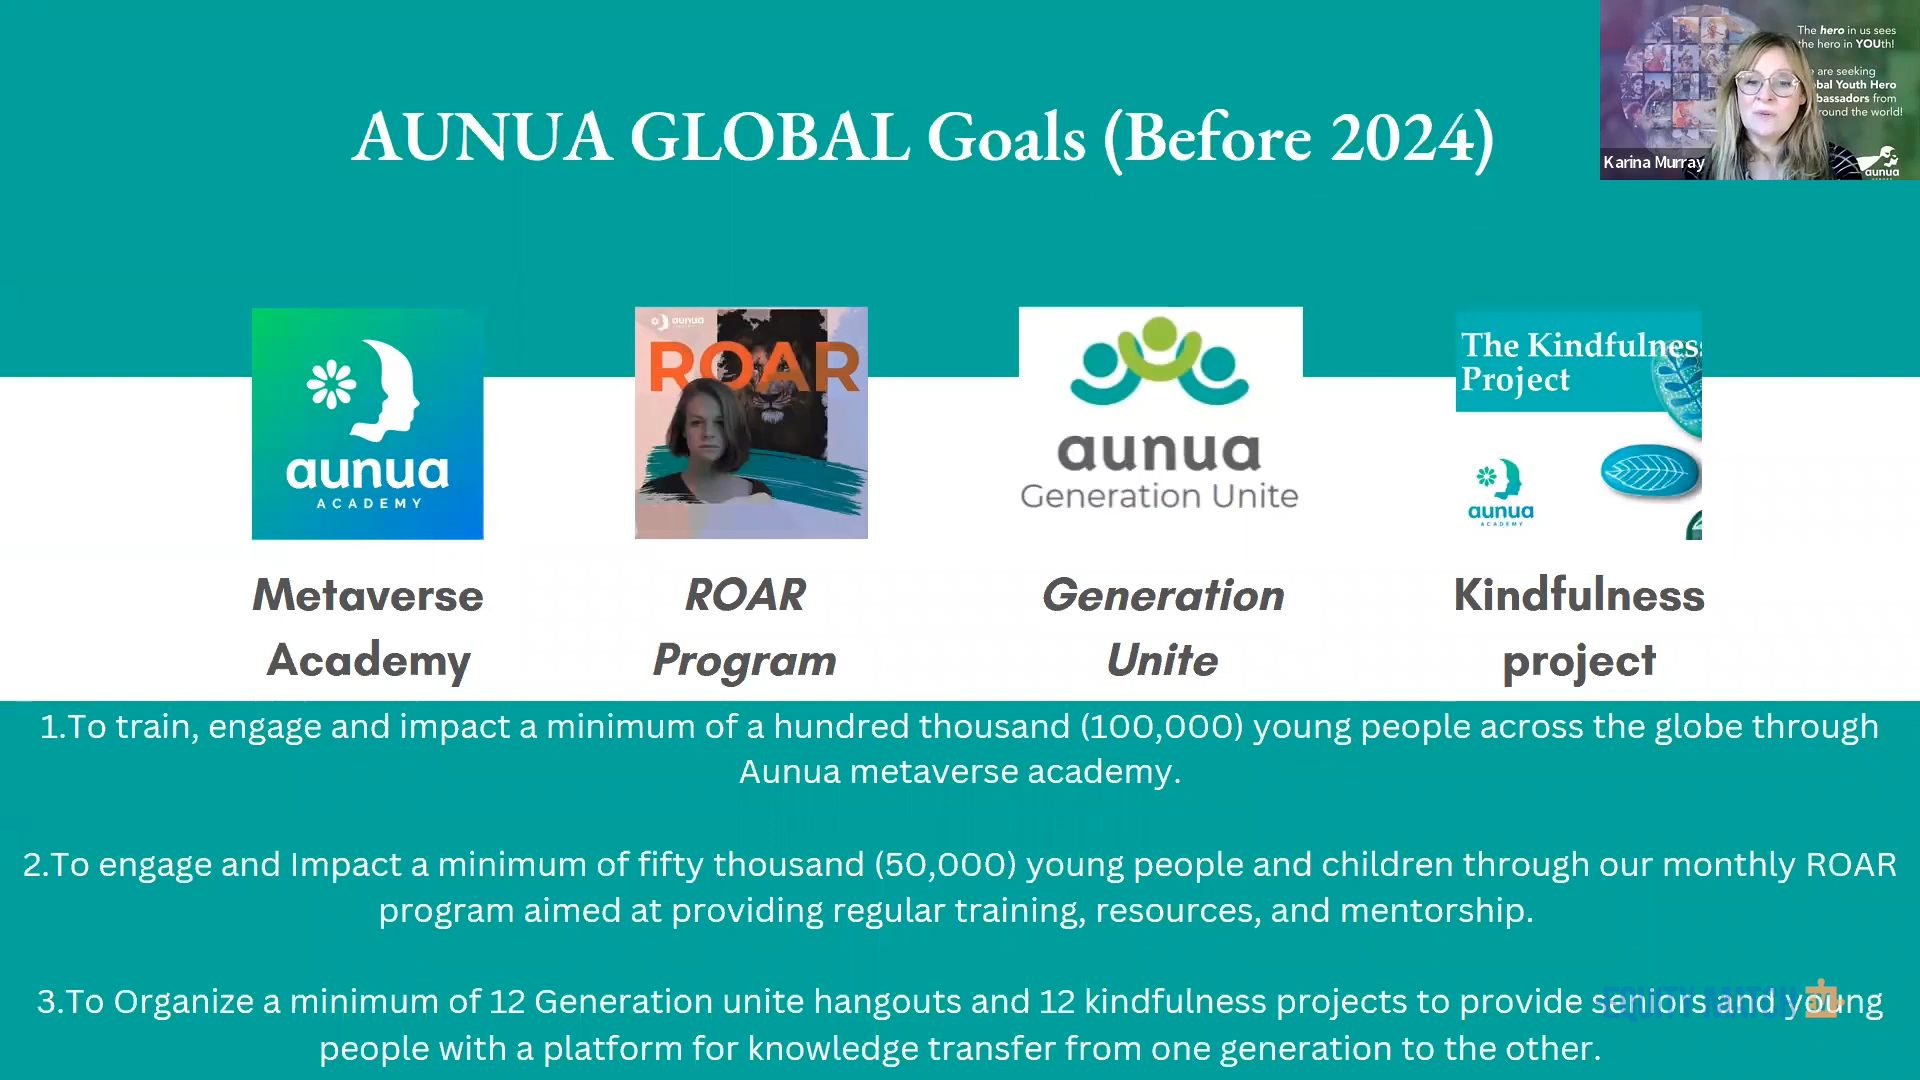 The hero in us sees
the hero in YOUth!
are seeking
bal Youth Hero
bassadors from
round the world!
Karina Murray
aunua
AUNUA GLOBAL Goals (Before 2024)
aunua
ACADEMY
aunua
ROAR
aunua
Generation Unite
The Kindfulness
Project
aunua
ACADEMY
Metaverse
Academy
ROAR
Program
Generation
Unite
Kindfulness
project
1.To train, engage and impact a minimum of a hundred thousand (100,000) young people across the globe through
Aunua metaverse academy.
2.To engage and Impact a minimum of fifty thousand (50,000) young people and children through our monthly ROAR
program aimed at providing regular training, resources, and mentorship.
3.To Organize a minimum of 12 Generation unite hangouts and 12 kindfulness projects to provide seniors and young
people with a platform for knowledge transfer from one generation to the other.
EQUITY MATCH